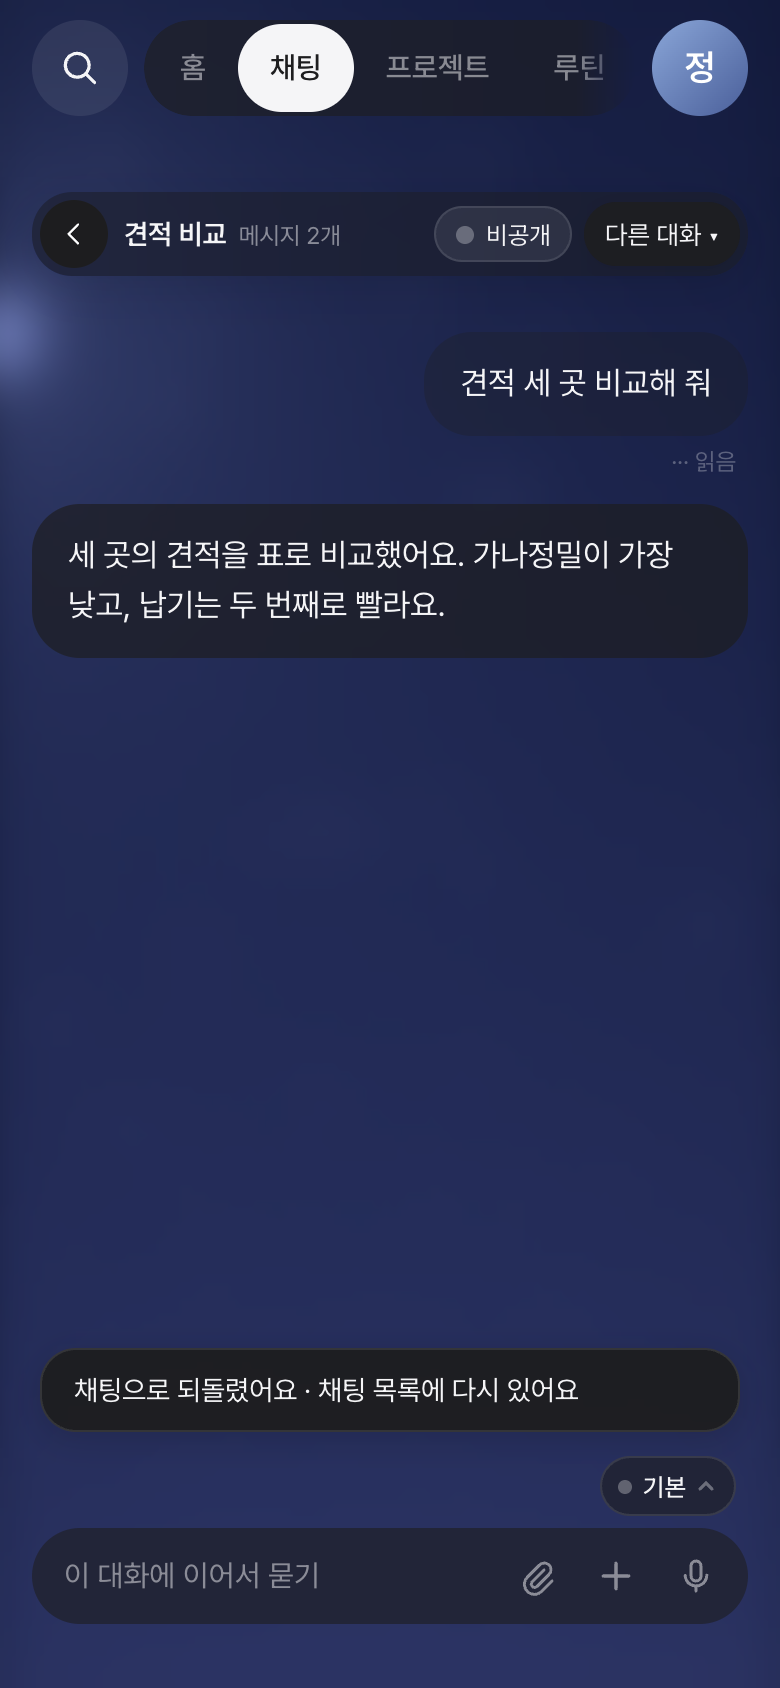 홈 채팅 프로젝트 루틴 정
견적 비교 메시지 2개 비공개 다른 대화 ▾
견적 세 곳 비교해 줘
··· 읽음
세 곳의 견적을 표로 비교했어요. 가나정밀이 가장
낮고, 납기는 두 번째로 빨라요.
채팅으로 되돌렸어요 · 채팅 목록에 다시 있어요
기본
이 대화에 이어서 묻기